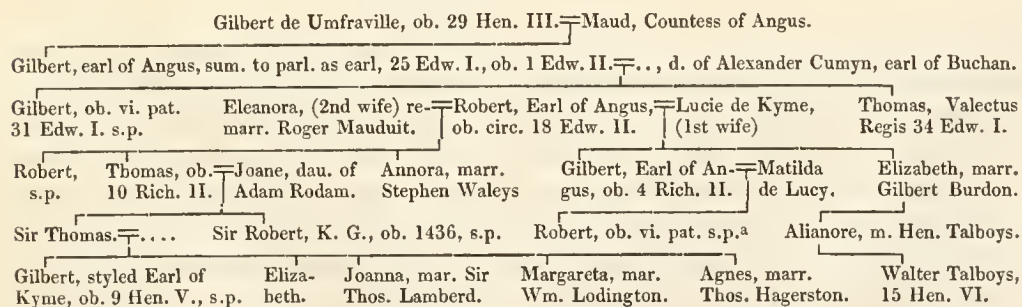 Gilbert de Umfraville, ob. 29 Hen. III.=Maud, Countess of Angus.
Gilbert, earl of Angus, sum. to parl. as earl, 25 Edw. I., ob. 1 Edw. II.=.., d. of Alexander Cumyn, earl of Buchan.
Gilbert, ob. vi. pat. Eleanora, (2nd wife) re-=Robert, Earl of Angus,=Lucie de Kyme, Thomas, Valectus
31 Edw. I. s.p. marr. Roger Mauduit. ob. circ. 18 Edw. II. (1st wife) Regis 34 Edw. I.
Robert, Thomas, ob.=Joane, dau. of Annora, marr. Gilbert, Earl of An-=Matilda Elizabeth, marr.
s.p. 10 Rich. II. Adam Rodam. Stephen Waleys gus, ob. 4 Rich. II. de Lucy. Gilbert Burdon.
Sir Thomas.=.... Sir Robert, K. G., ob. 1436, s.p. Robert, ob. vi. pat. s.p.a Alianore, m. Hen. Talboys.
Gilbert, styled Earl of Eliza- Joanna, mar. Sir Margareta, mar. Agnes, marr. Walter Talboys,
Kyme, ob. 9 Hen. V., s.p. beth. Thos. Lamberd. Wm. Lodington. Thos. Hagerston. 15 Hen. VI.